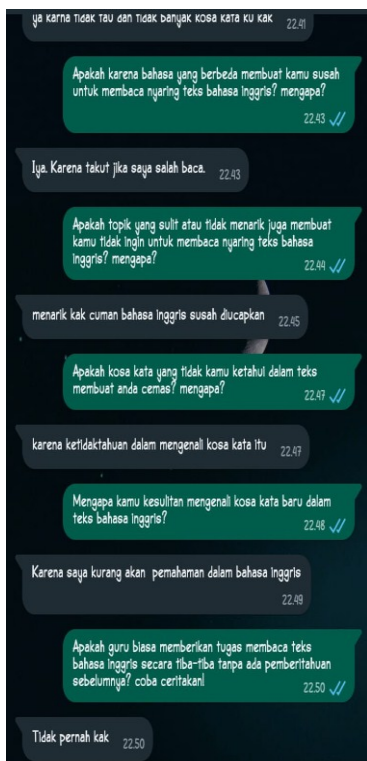 ya karna tidak tau dan tidak banyak kosa kata ku kak 22.41
Apakah karena bahasa yang berbeda membuat kamu susah
untuk membaca nyaring teks bahasa inggris? mengapa?
22.43
Iya. Karena takut jika saya salah baca. 22.43
Apakah topik yang sulit atau tidak menarik juga membuat
kamu tidak ingin untuk membaca nyaring teks bahasa
inggris? mengapa?
22.44
menarik kak cuman bahasa inggris susah diucapkan 22.45
Apakah kosa kata yang tidak kamu ketahui dalam teks
membuat anda cemas? mengapa?
22.47
karena ketidaktahuan dalam mengenali kosa kata itu 22.47
Mengapa kamu kesulitan mengenali kosa kata baru dalam
teks bahasa inggris?
22.48
Karena saya kurang akan pemahaman dalam bahasa inggris
22.49
Apakah guru biasa memberikan tugas membaca teks
bahasa inggris secara tiba-tiba tanpa ada pemberitahuan
sebelumnya? coba ceritakan!
22.50
Tidak pernah kak 22.50